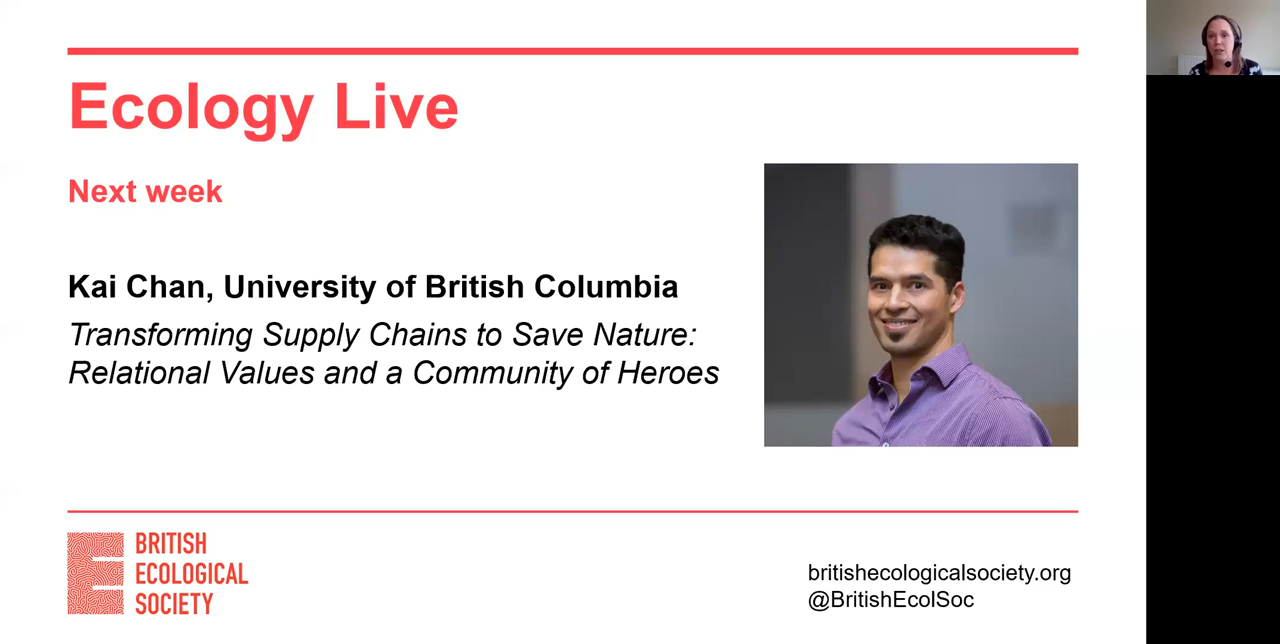 Ecology Live
Next week
Kai Chan, University of British Columbia
Transforming Supply Chains to Save Nature:
Relational Values and a Community of Heroes
BRITISH
ECOLOGICAL
SOCIETY
britishecologicalsociety.org
@BritishEcolSoc